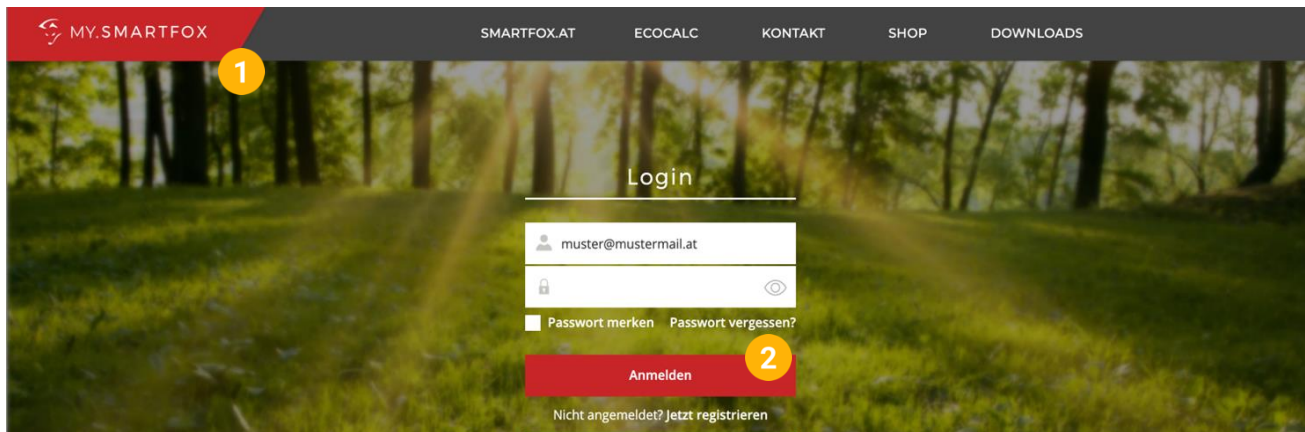 MY.SMARTFOX SMARTFOX.AT ECOCALC KONTAKT SHOP DOWNLOADS
1
Login
muster@mustermail.at
Passwort merken Passwort vergessen?
2
Anmelden
Nicht angemeldet? Jetzt registrieren